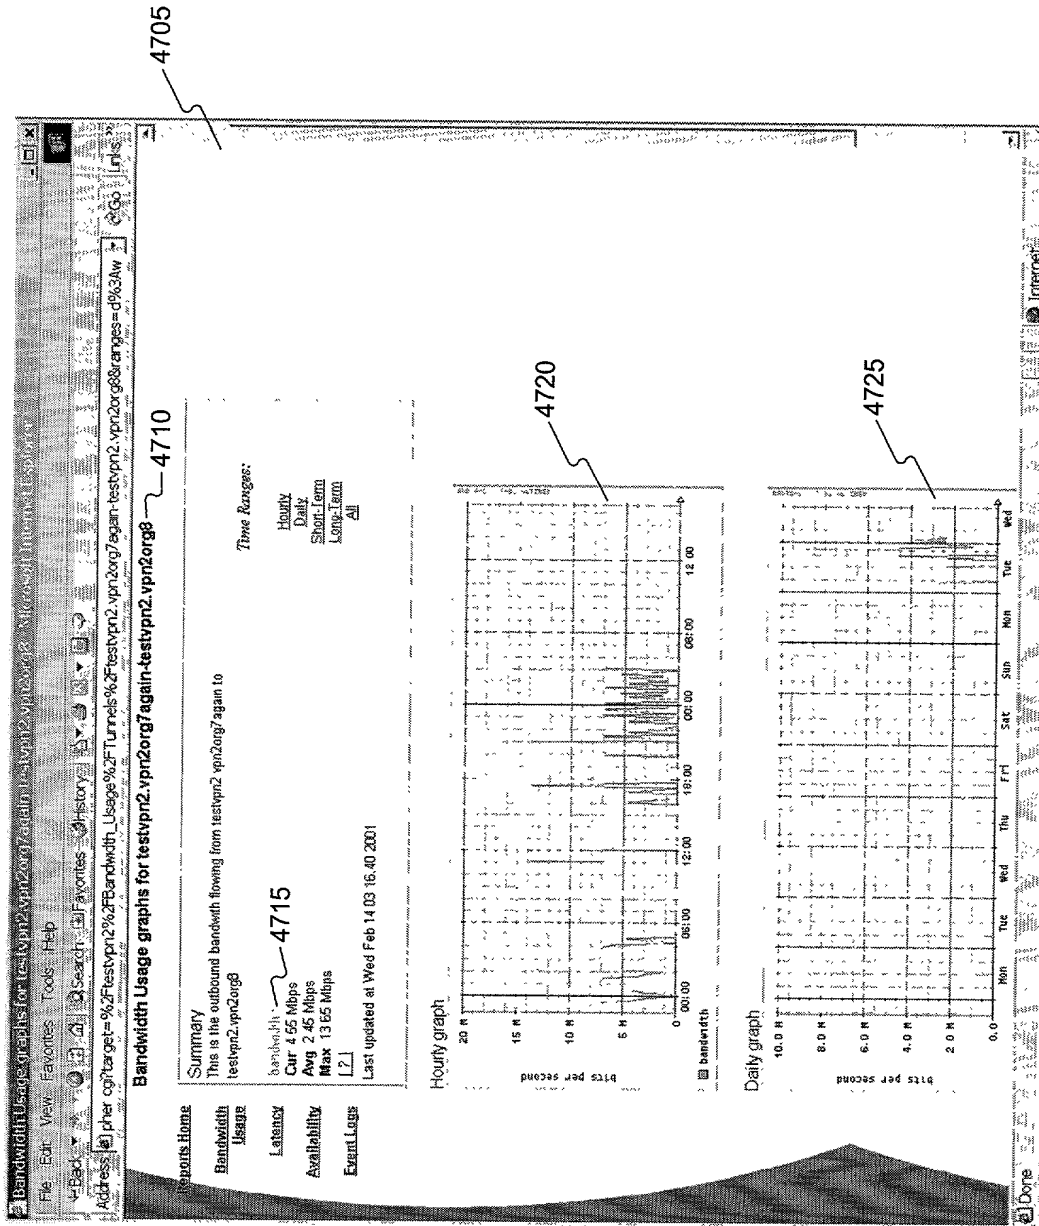 Bandwidth Usage graphs for testvpn2.vpn2org7again-testvpn2.vpn2org8 - Microsoft Internet Explorer
File Edit View Favorites Tools Help
Back Search Favorites History
Address pher cgi?target=%2Ftestvpn2%2FBandwidth_Usage%2FTunnels%2Ftestvpn2.vpn2org7again-testvpn2.vpn2org8&ranges=d%3Aw Go Links »
4705
Bandwidth Usage graphs for testvpn2.vpn2org7again-testvpn2.vpn2org8
4710
Reports Home
Bandwidth
Usage
Latency
Availability
Event Logs
Summary
This is the outbound bandwith flowing from testvpn2 vpn2org7again to
testvpn2.vpn2org8
bandwidth
4715
Cur 4 66 Mbps
Avg 2 45 Mbps
Max 13 65 Mbps
[ ? ]
Last updated at Wed Feb 14 03 16.40 2001
Time Ranges:
Hourly
Daily
Short-Term
Long-Term
All
Hourly graph
4720
bits per second
20 M
15 M
10 M
5 M
0
00:00 06:00 12:00 18:00 00:00 06:00 12 00
bandwidth
Daily graph
4725
bits per second
10.0 M
8.0 M
6.0 M
4.0 M
2.0 M
0.0
Mon Tue Wed Thu Fri Sat Sun Mon Tue Wed
Done Internet